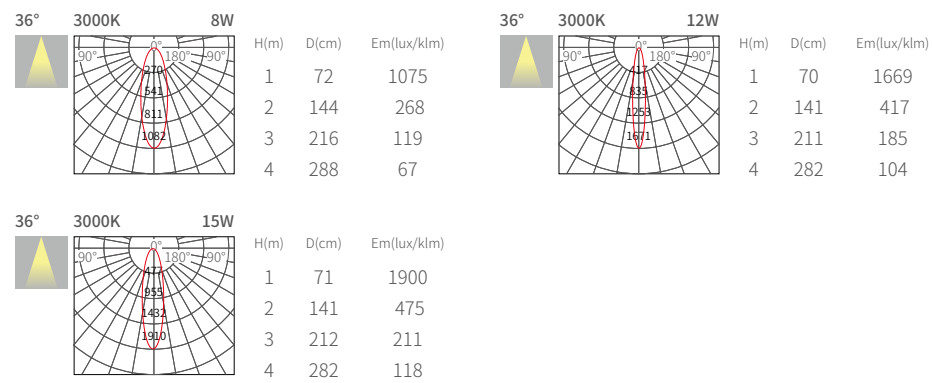 36° 3000K 8W
0°
90° 180° 90°
270
541
811
1082
H(m) D(cm) Em(lux/klm)
1 72 1075
2 144 268
3 216 119
4 288 67
36° 3000K 12W
0°
90° 180° 90°
417
835
1253
1671
H(m) D(cm) Em(lux/klm)
1 70 1669
2 141 417
3 211 185
4 282 104
36° 3000K 15W
0°
90° 180° 90°
477
955
1432
1910
H(m) D(cm) Em(lux/klm)
1 71 1900
2 141 475
3 212 211
4 282 118